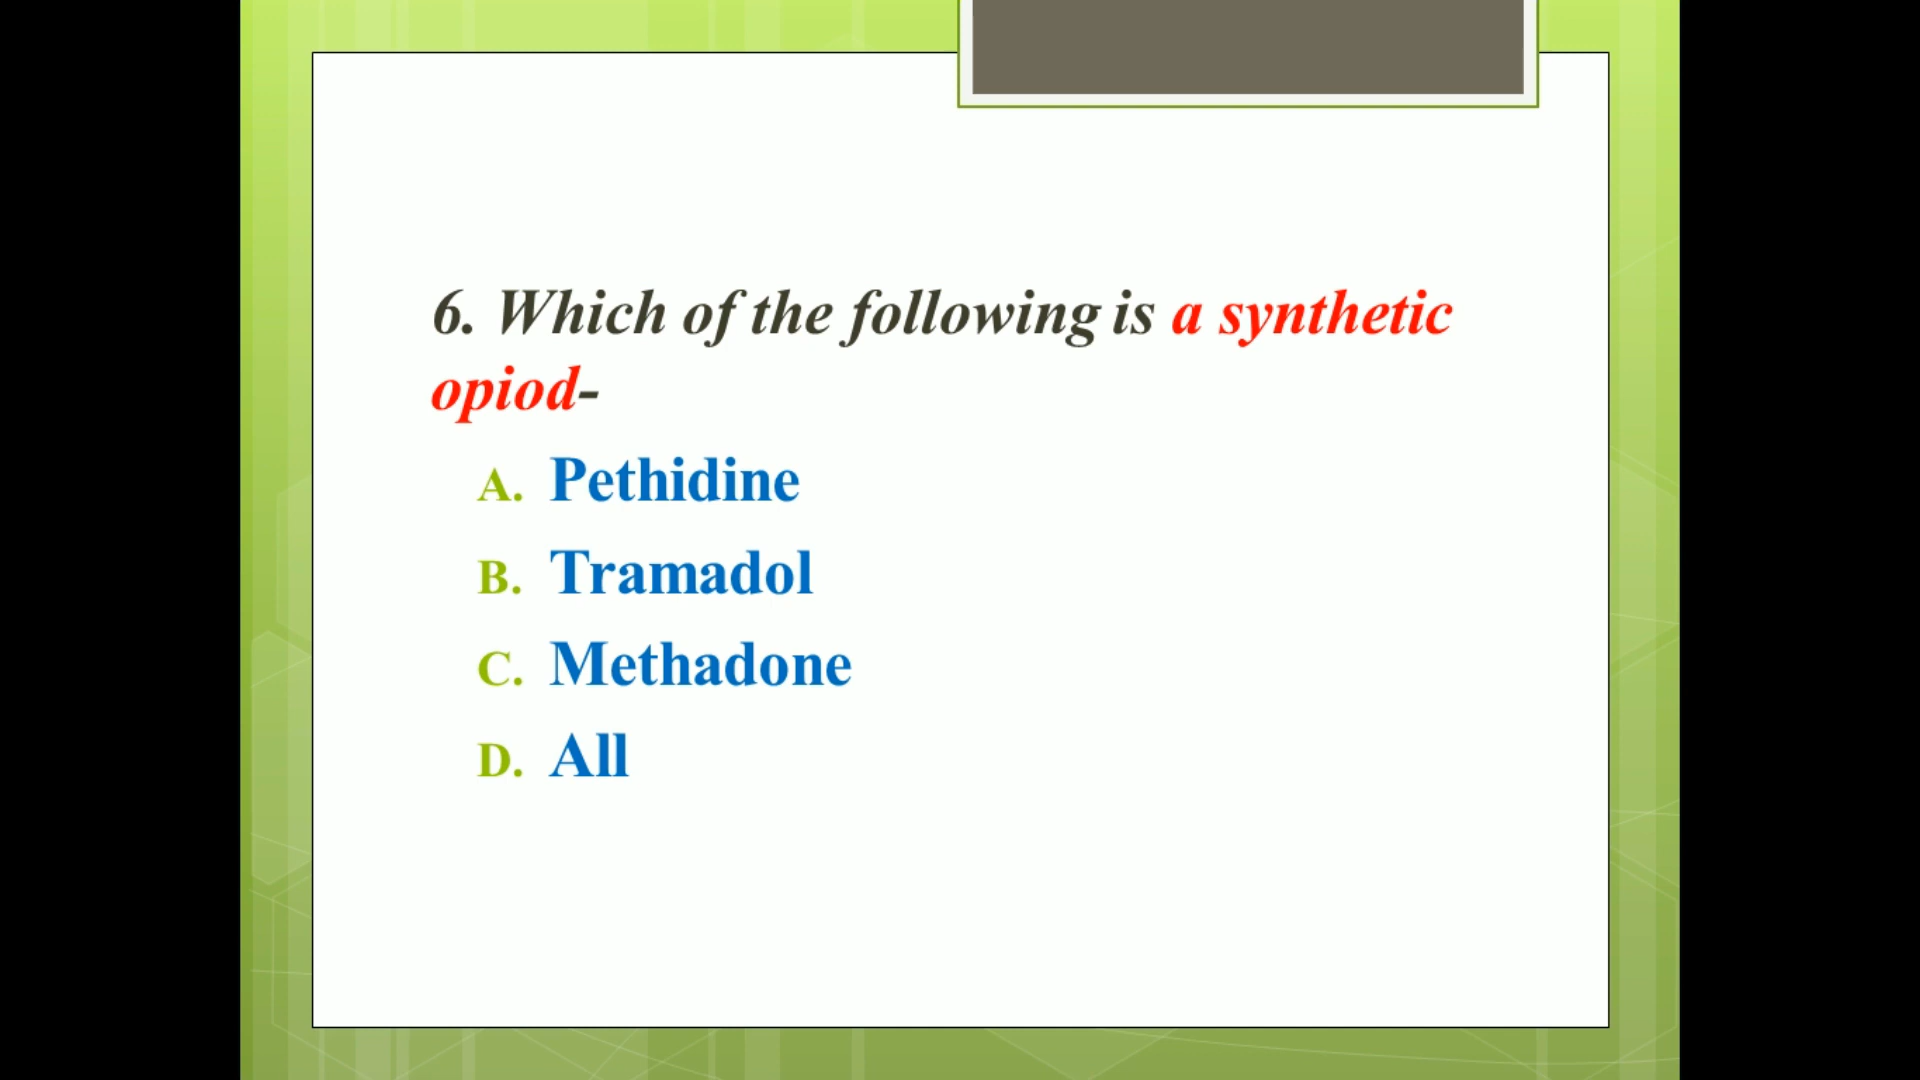 6. Which of the following is a synthetic
opiod-
A. Pethidine
B. Tramadol
C. Methadone
D. All